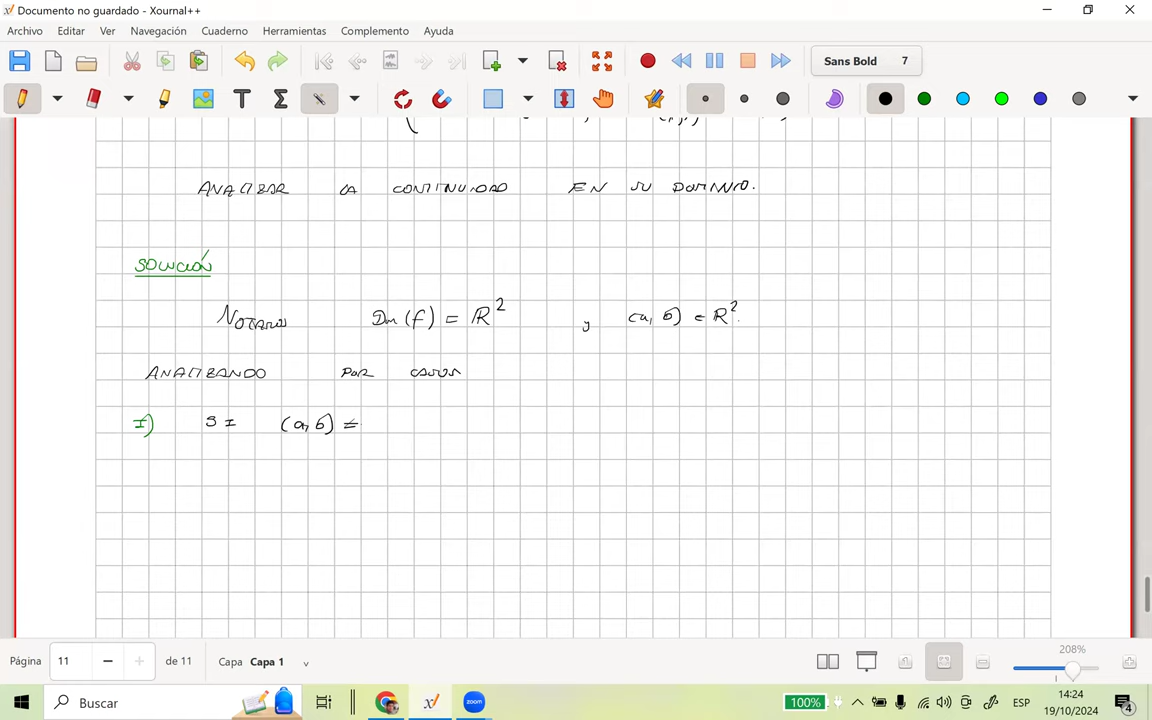 Documento no guardado - Xournal++
Archivo Editar Ver Navegación Cuaderno Herramientas Complemento Ayuda
Sans Bold 7
ANALIZAR LA CONTINUIDAD EN SU DOMINIO.
SOLUCIÓN
NOTAMOS Dm (f) = ℝ² y (a, b) ∈ ℝ².
ANALIZANDO POR CASOS
I) SI (a, b) ≠
Página 11 de 11 Capa Capa 1
208%
Buscar
100%
ESP
14:24
19/10/2024
4